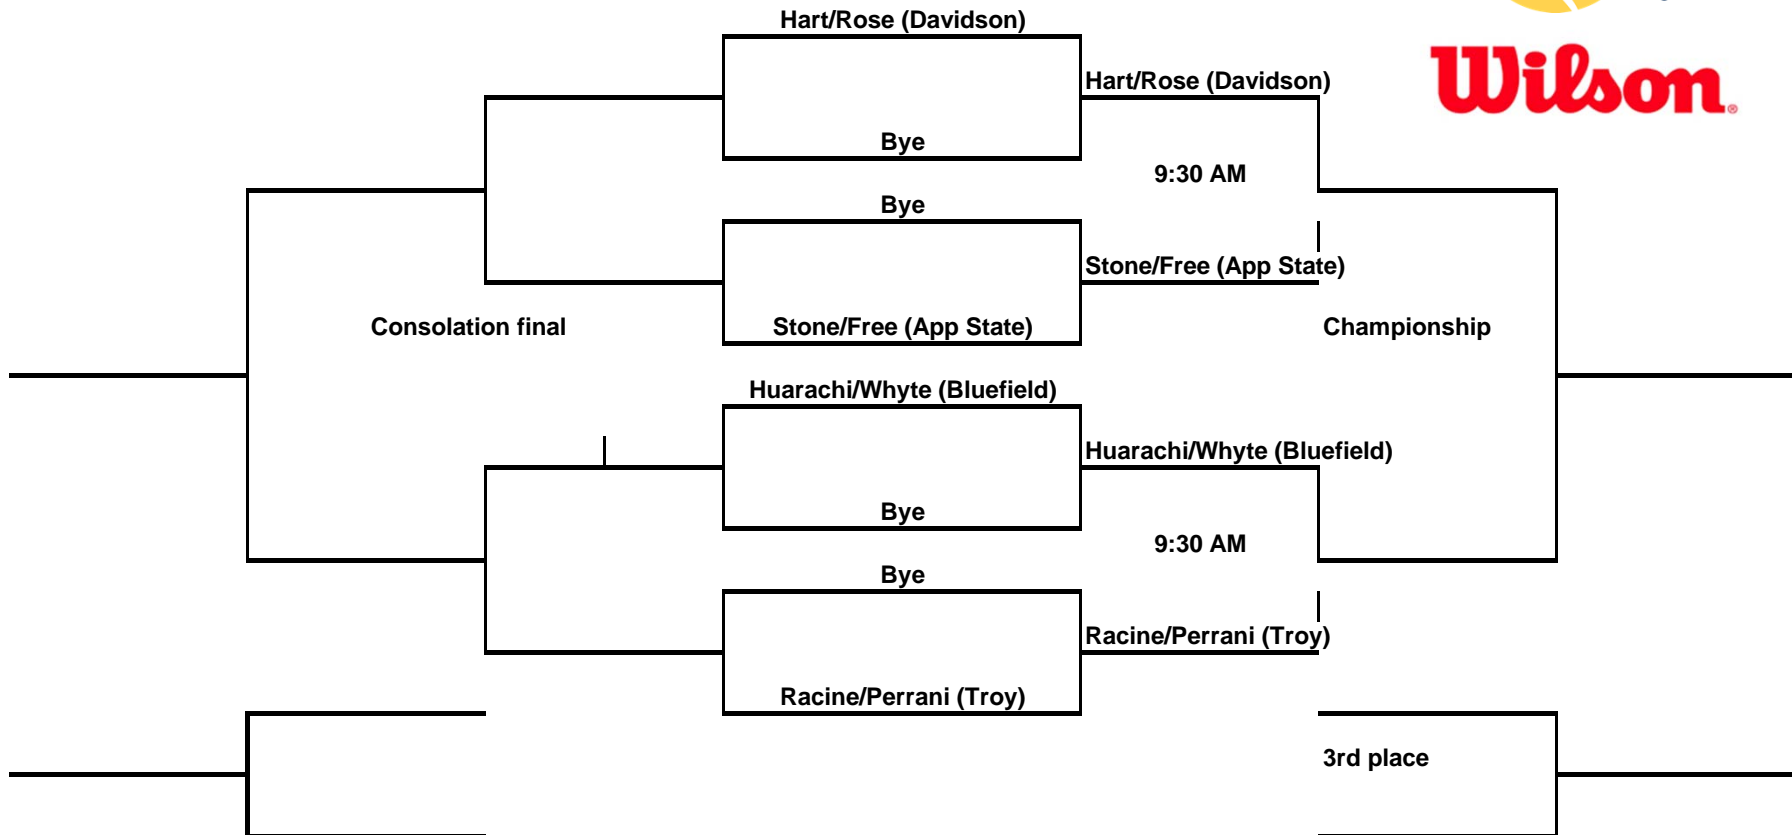 Hart/Rose (Davidson)
Hart/Rose (Davidson)
Wilson
Bye
9:30 AM
Bye
Stone/Free (App State)
Consolation final
Stone/Free (App State)
Championship
Huarachi/Whyte (Bluefield)
Huarachi/Whyte (Bluefield)
Bye
9:30 AM
Bye
Racine/Perrani (Troy)
Racine/Perrani (Troy)
3rd place